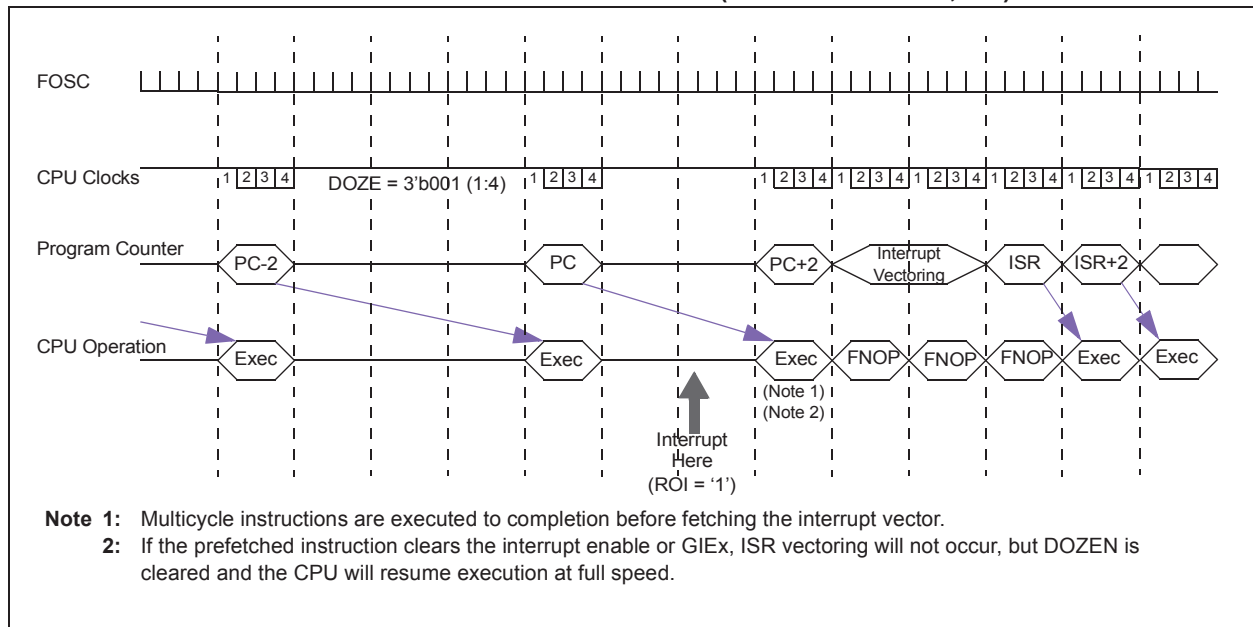 FOSC
CPU Clocks
1 2 3 4 DOZE = 3'b001 (1:4) 1 2 3 4 1 2 3 4 1 2 3 4 1 2 3 4 1 2 3 4 1 2 3 4 1 2 3 4
Program Counter
PC-2 PC PC+2 Interrupt Vectoring ISR ISR+2
CPU Operation
Exec Exec Exec FNOP FNOP FNOP Exec Exec
(Note 1)
(Note 2)
Interrupt
Here
(ROI = ‘1’)
Note 1: Multicycle instructions are executed to completion before fetching the interrupt vector.
2: If the prefetched instruction clears the interrupt enable or GIEx, ISR vectoring will not occur, but DOZEN is
cleared and the CPU will resume execution at full speed.